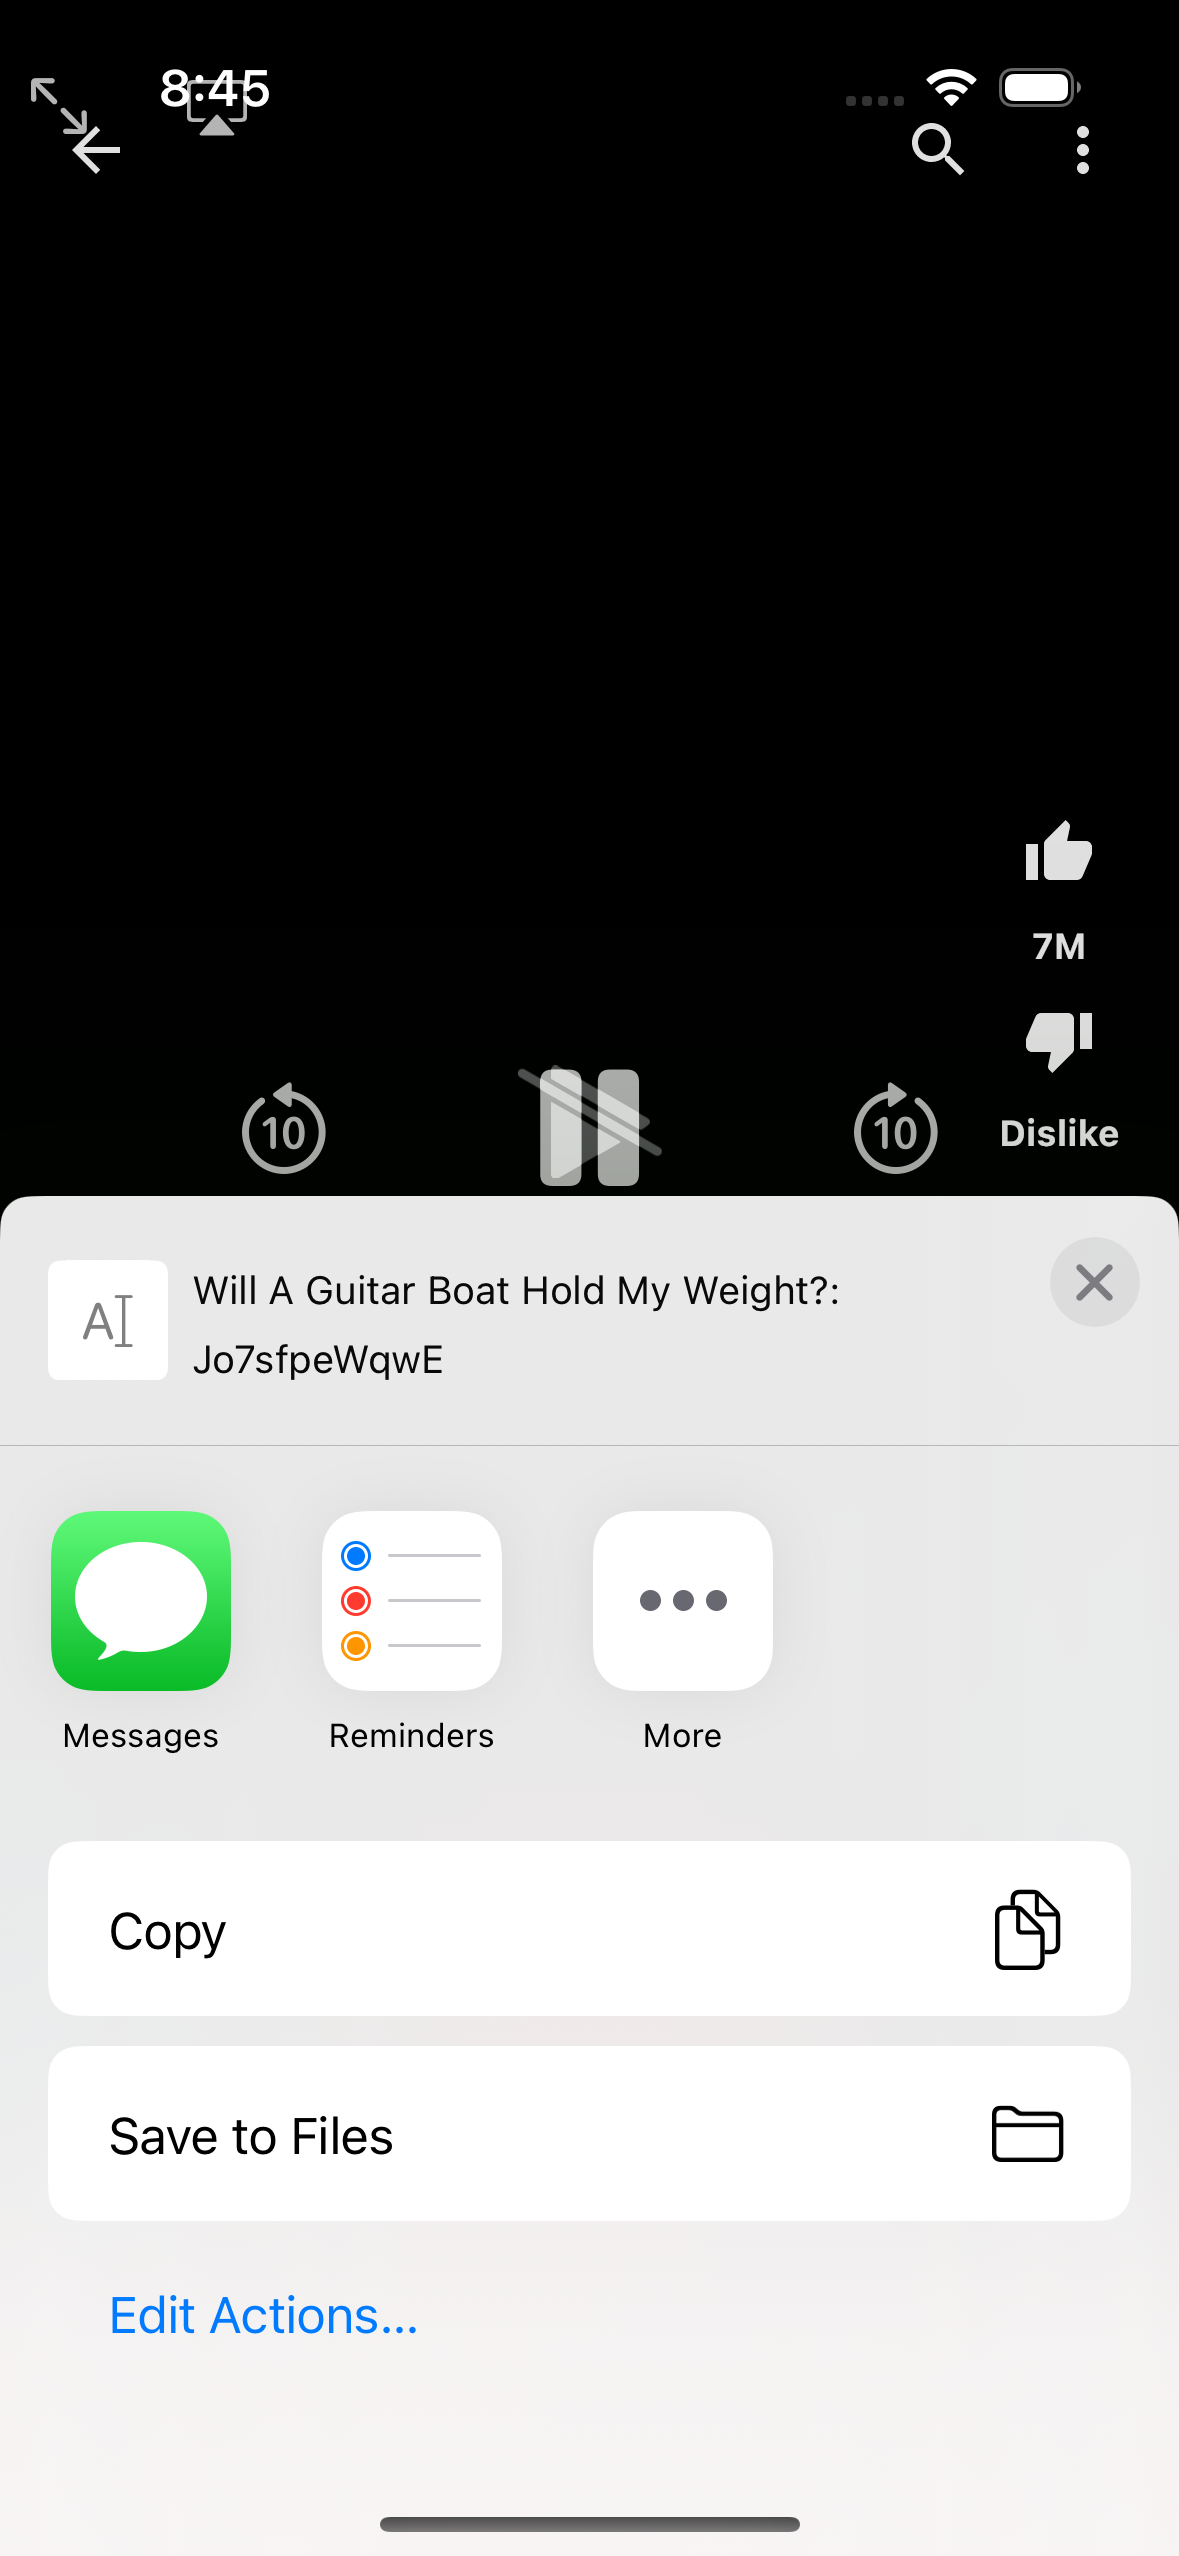 8:45
7M
10
10
Dislike
Will A Guitar Boat Hold My Weight?:
Jo7sfpeWqwE
A
Messages
Reminders
More
Copy
Save to Files
Edit Actions...